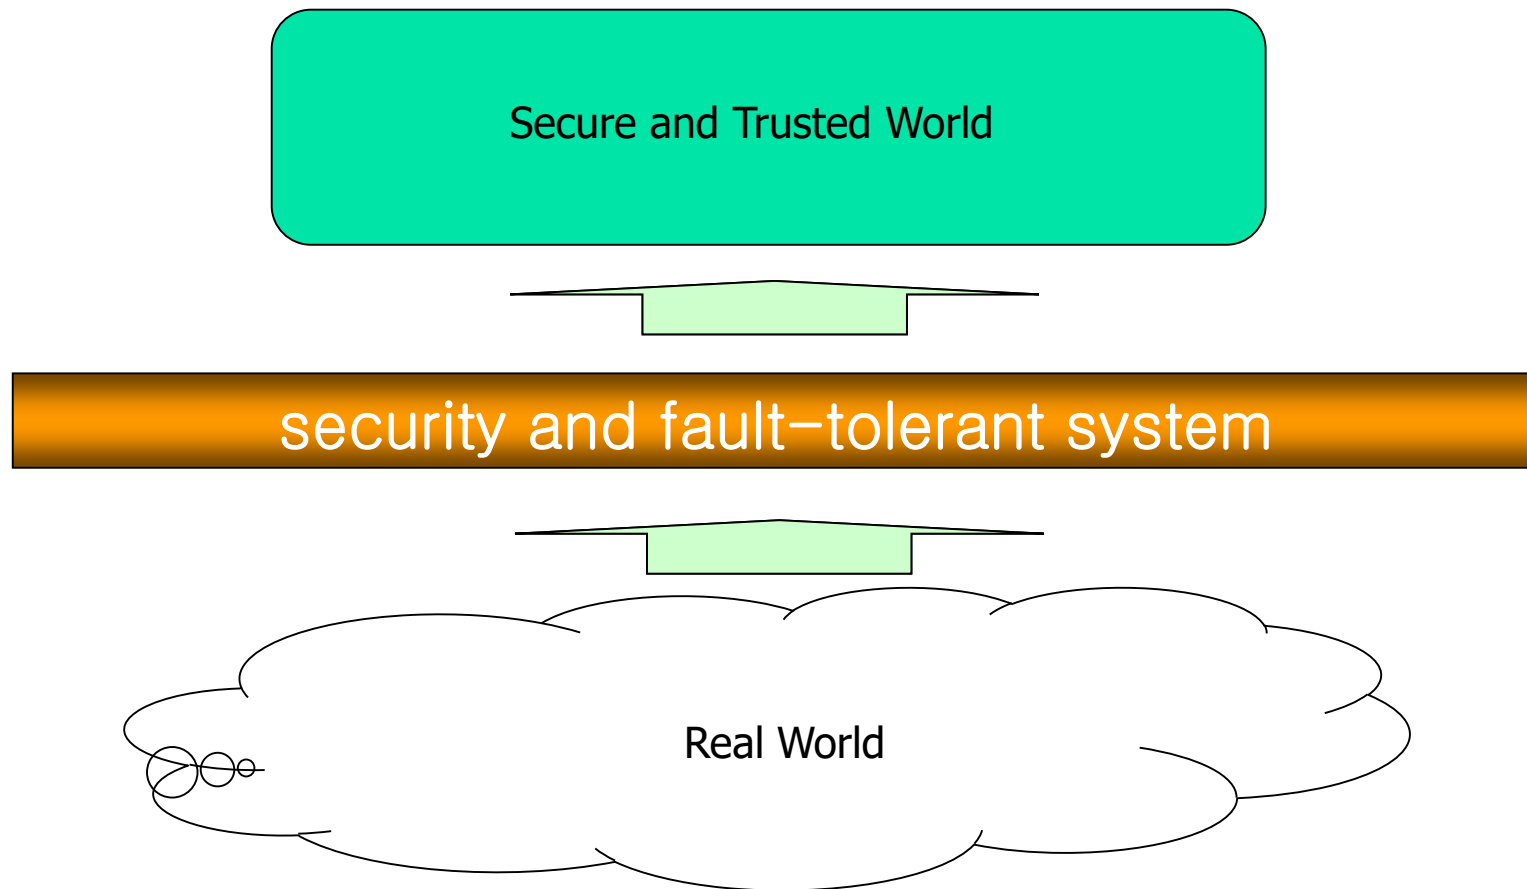 Secure and Trusted World
security and fault-tolerant system
Real World